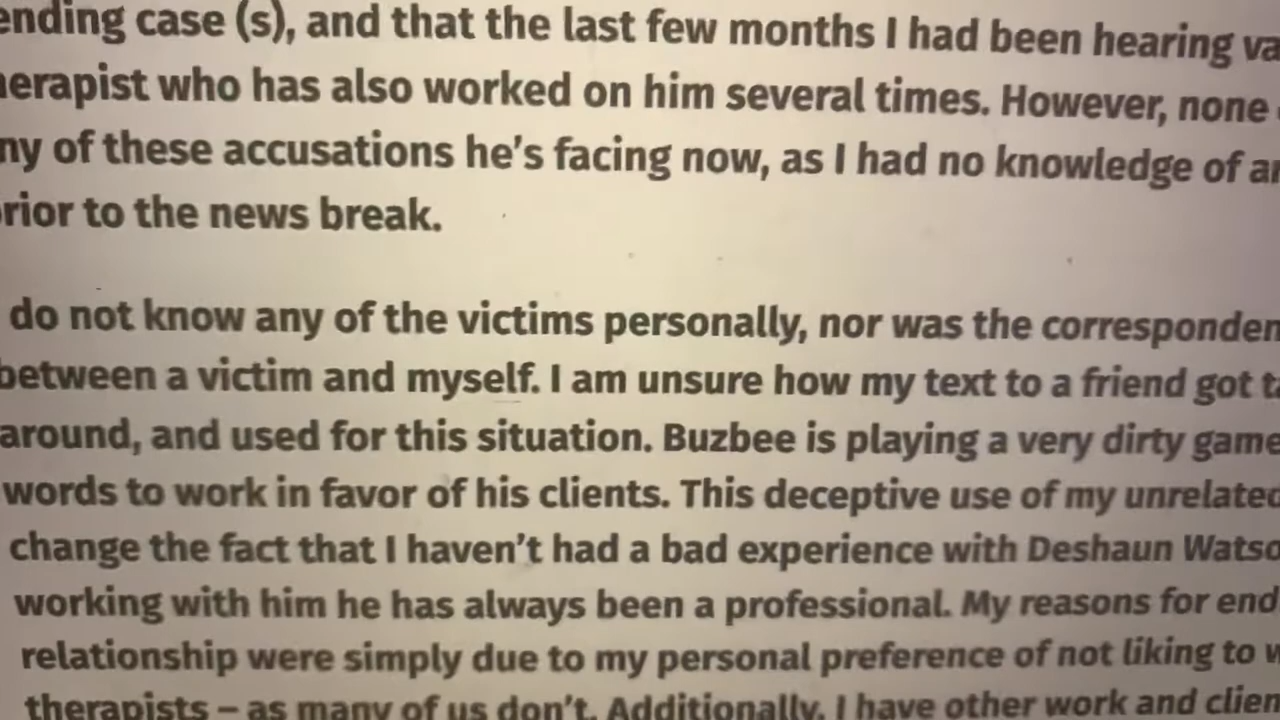 ending case (s), and that the last few months I had been hearing va
herapist who has also worked on him several times. However, none
ny of these accusations he's facing now, as I had no knowledge of an
rior to the news break.
do not know any of the victims personally, nor was the corresponden
between a victim and myself. I am unsure how my text to a friend got t
around, and used for this situation. Buzbee is playing a very dirty game
words to work in favor of his clients. This deceptive use of my unrelated
change the fact that I haven't had a bad experience with Deshaun Watso
working with him he has always been a professional. My reasons for end
relationship were simply due to my personal preference of not liking to w
therapists – as many of us don't. Additionally, I have other work and clien